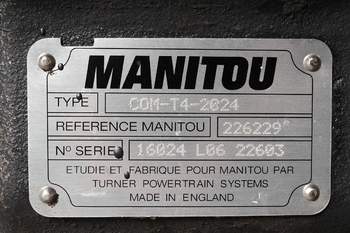 MANITOU
TYPE COM-T4-2024
REFERENCE MANITOU 226229°
Nº SERIE 16024 L06 22603
ETUDIE ET FABRIQUE POUR MANITOU PAR
TURNER POWERTRAIN SYSTEMS
MADE IN ENGLAND